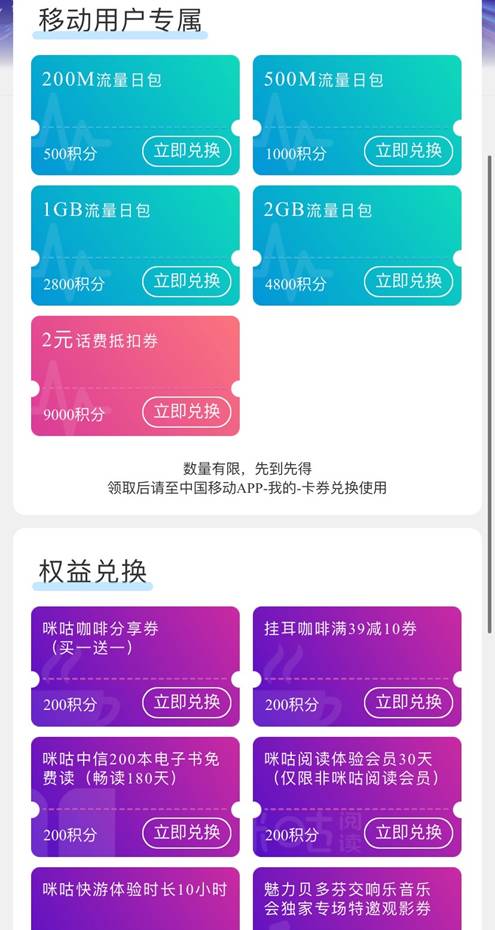 移动用户专属
200M流量日包
500M流量日包
500积分
立即兑换
1000积分
立即兑换
1GB流量日包
2GB流量日包
2800积分
立即兑换
4800积分
立即兑换
2元话费抵扣券
9000积分
立即兑换
数量有限，先到先得
领取后请至中国移动APP-我的-卡券兑换使用
权益兑换
咪咕咖啡分享券
（买一送一）
挂耳咖啡满39减10券
200积分
立即兑换
200积分
立即兑换
咪咕中信200本电子书免
费读（畅读180天）
咪咕阅读体验会员30天
（仅限非咪咕阅读会员）
200积分
立即兑换
咪咕阅读
200积分
立即兑换
咪咕快游体验时长10小时
魅力贝多芬交响乐音乐
会独家专场特邀观影券